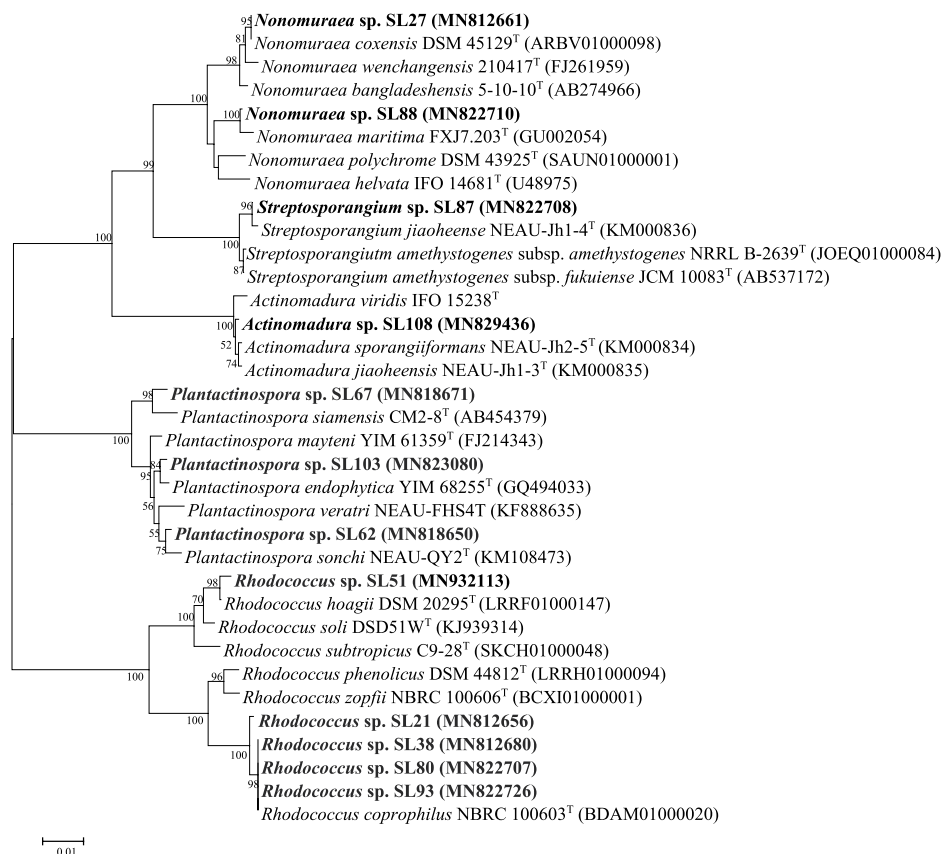 95
Nonomuraea sp. SL27 (MN812661)
81
Nonomuraea coxensis DSM 45129ᵀ (ARBV01000098)
98
Nonomuraea wenchangensis 210417ᵀ (FJ261959)
Nonomuraea bangladeshensis 5-10-10ᵀ (AB274966)
100
100
Nonomuraea sp. SL88 (MN822710)
Nonomuraea maritima FXJ7.203ᵀ (GU002054)
99
Nonomuraea polychrome DSM 43925ᵀ (SAUN01000001)
Nonomuraea helvata IFO 14681ᵀ (U48975)
96
Streptosporangium sp. SL87 (MN822708)
Streptosporangium jiaoheense NEAU-Jh1-4ᵀ (KM000836)
100
100
Streptosporangiutm amethystogenes subsp. amethystogenes NRRL B-2639ᵀ (JOEQ01000084)
87
Streptosporangium amethystogenes subsp. fukuiense JCM 10083ᵀ (AB537172)
Actinomadura viridis IFO 15238ᵀ
100
Actinomadura sp. SL108 (MN829436)
52
Actinomadura sporangiiformans NEAU-Jh2-5ᵀ (KM000834)
74
Actinomadura jiaoheensis NEAU-Jh1-3ᵀ (KM000835)
98
Plantactinospora sp. SL67 (MN818671)
Plantactinospora siamensis CM2-8ᵀ (AB454379)
100
Plantactinospora mayteni YIM 61359ᵀ (FJ214343)
84
Plantactinospora sp. SL103 (MN823080)
95
Plantactinospora endophytica YIM 68255ᵀ (GQ494033)
56
Plantactinospora veratri NEAU-FHS4T (KF888635)
55
Plantactinospora sp. SL62 (MN818650)
75
Plantactinospora sonchi NEAU-QY2ᵀ (KM108473)
98
Rhodococcus sp. SL51 (MN932113)
70
Rhodococcus hoagii DSM 20295ᵀ (LRRF01000147)
100
Rhodococcus soli DSD51Wᵀ (KJ939314)
Rhodococcus subtropicus C9-28ᵀ (SKCH01000048)
100
96
Rhodococcus phenolicus DSM 44812ᵀ (LRRH01000094)
Rhodococcus zopfii NBRC 100606ᵀ (BCXI01000001)
100
Rhodococcus sp. SL21 (MN812656)
Rhodococcus sp. SL38 (MN812680)
100
Rhodococcus sp. SL80 (MN822707)
98
Rhodococcus sp. SL93 (MN822726)
Rhodococcus coprophilus NBRC 100603ᵀ (BDAM01000020)
0.01